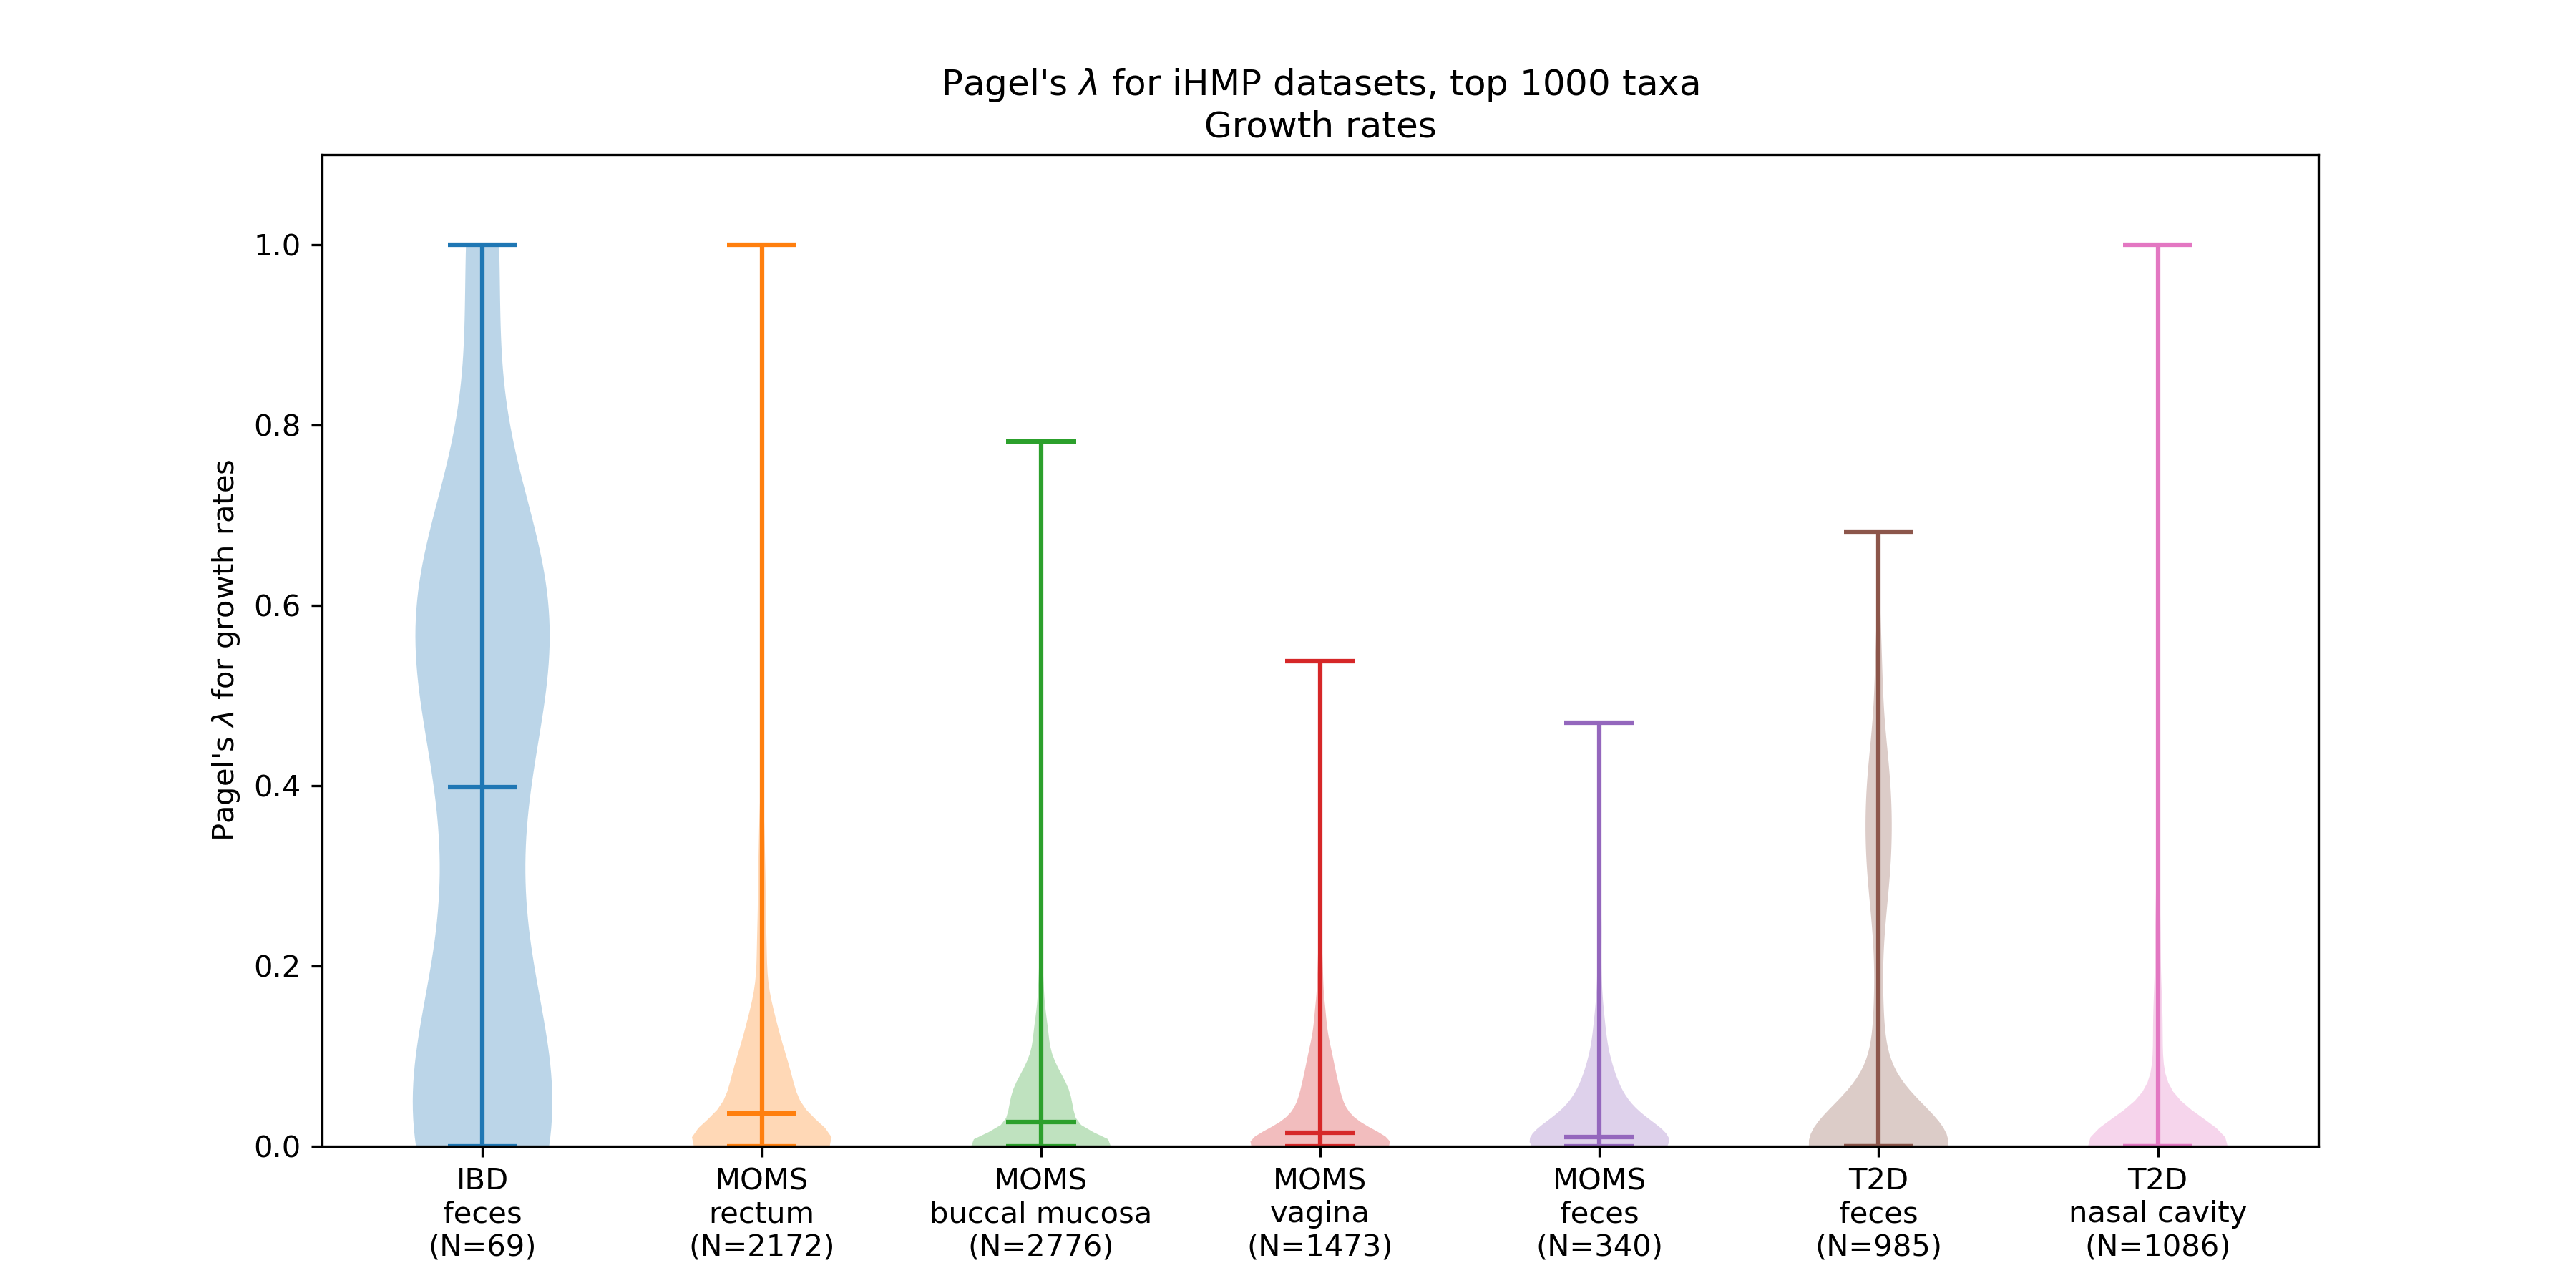 Pagel's λ for iHMP datasets, top 1000 taxa
Growth rates
Pagel's λ for growth rates
1.0
0.8
0.6
0.4
0.2
0.0
IBD
feces
(N=69)
MOMS
rectum
(N=2172)
MOMS
buccal mucosa
(N=2776)
MOMS
vagina
(N=1473)
MOMS
feces
(N=340)
T2D
feces
(N=985)
T2D
nasal cavity
(N=1086)